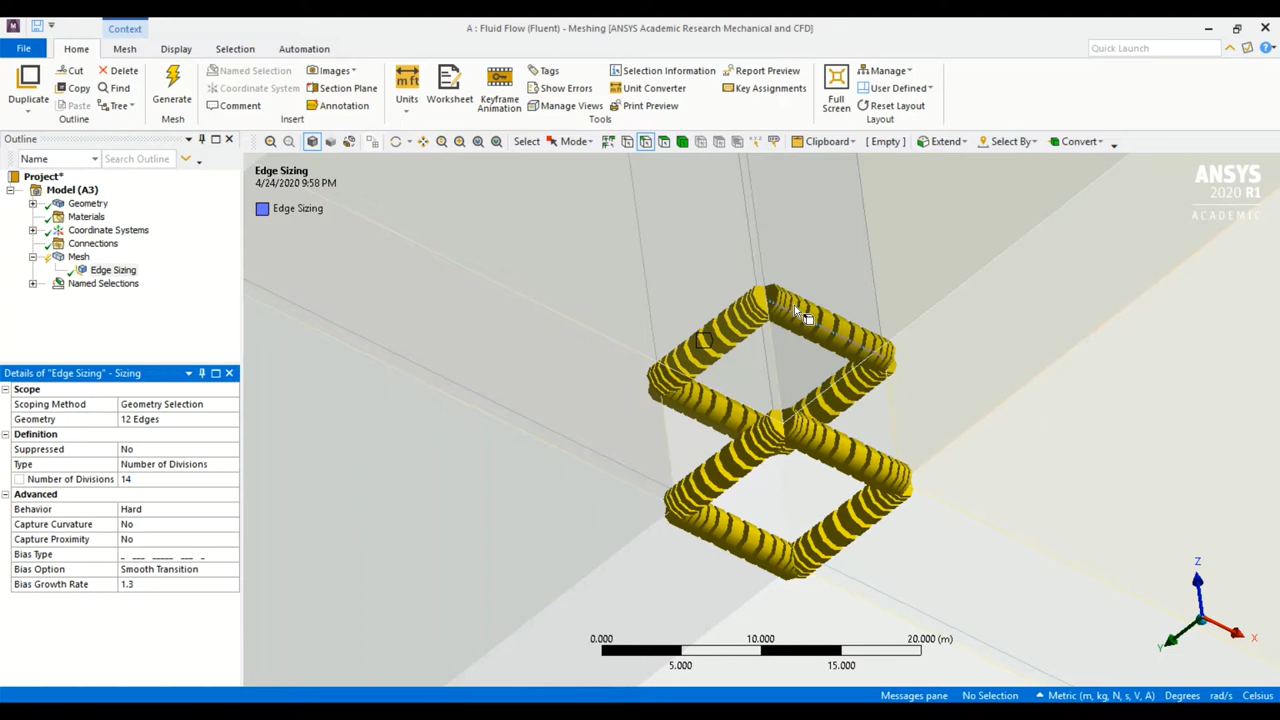 Context
A : Fluid Flow (Fluent) - Meshing [ANSYS Academic Research Mechanical and CFD]
File Home Mesh Display Selection Automation Quick Launch
Duplicate
Cut
Copy
Paste
Delete
Find
Tree
Outline
Generate
Mesh
Named Selection
Coordinate System
Comment
Images
Section Plane
Annotation
Insert
Units
Worksheet
Keyframe
Animation
Tags
Show Errors
Manage Views
Selection Information
Unit Converter
Print Preview
Report Preview
Key Assignments
Tools
Full
Screen
Manage
User Defined
Reset Layout
Layout
Outline
Name Search Outline
Select Mode Clipboard [ Empty ] Extend Select By Convert
Project*
Model (A3)
Geometry
Materials
Coordinate Systems
Connections
Mesh
Edge Sizing
Named Selections
Details of "Edge Sizing" - Sizing
Scope
Scoping Method Geometry Selection
Geometry 12 Edges
Definition
Suppressed No
Type Number of Divisions
Number of Divisions 14
Advanced
Behavior Hard
Capture Curvature No
Capture Proximity No
Bias Type _ __ ___ __ _
Bias Option Smooth Transition
Bias Growth Rate 1.3
Edge Sizing
4/24/2020 9:58 PM
Edge Sizing
ANSYS
2020 R1
ACADEMIC
Z
X
Y
0.000 10.000 20.000 (m)
5.000 15.000
Messages pane No Selection Metric (m, kg, N, s, V, A) Degrees rad/s Celsius